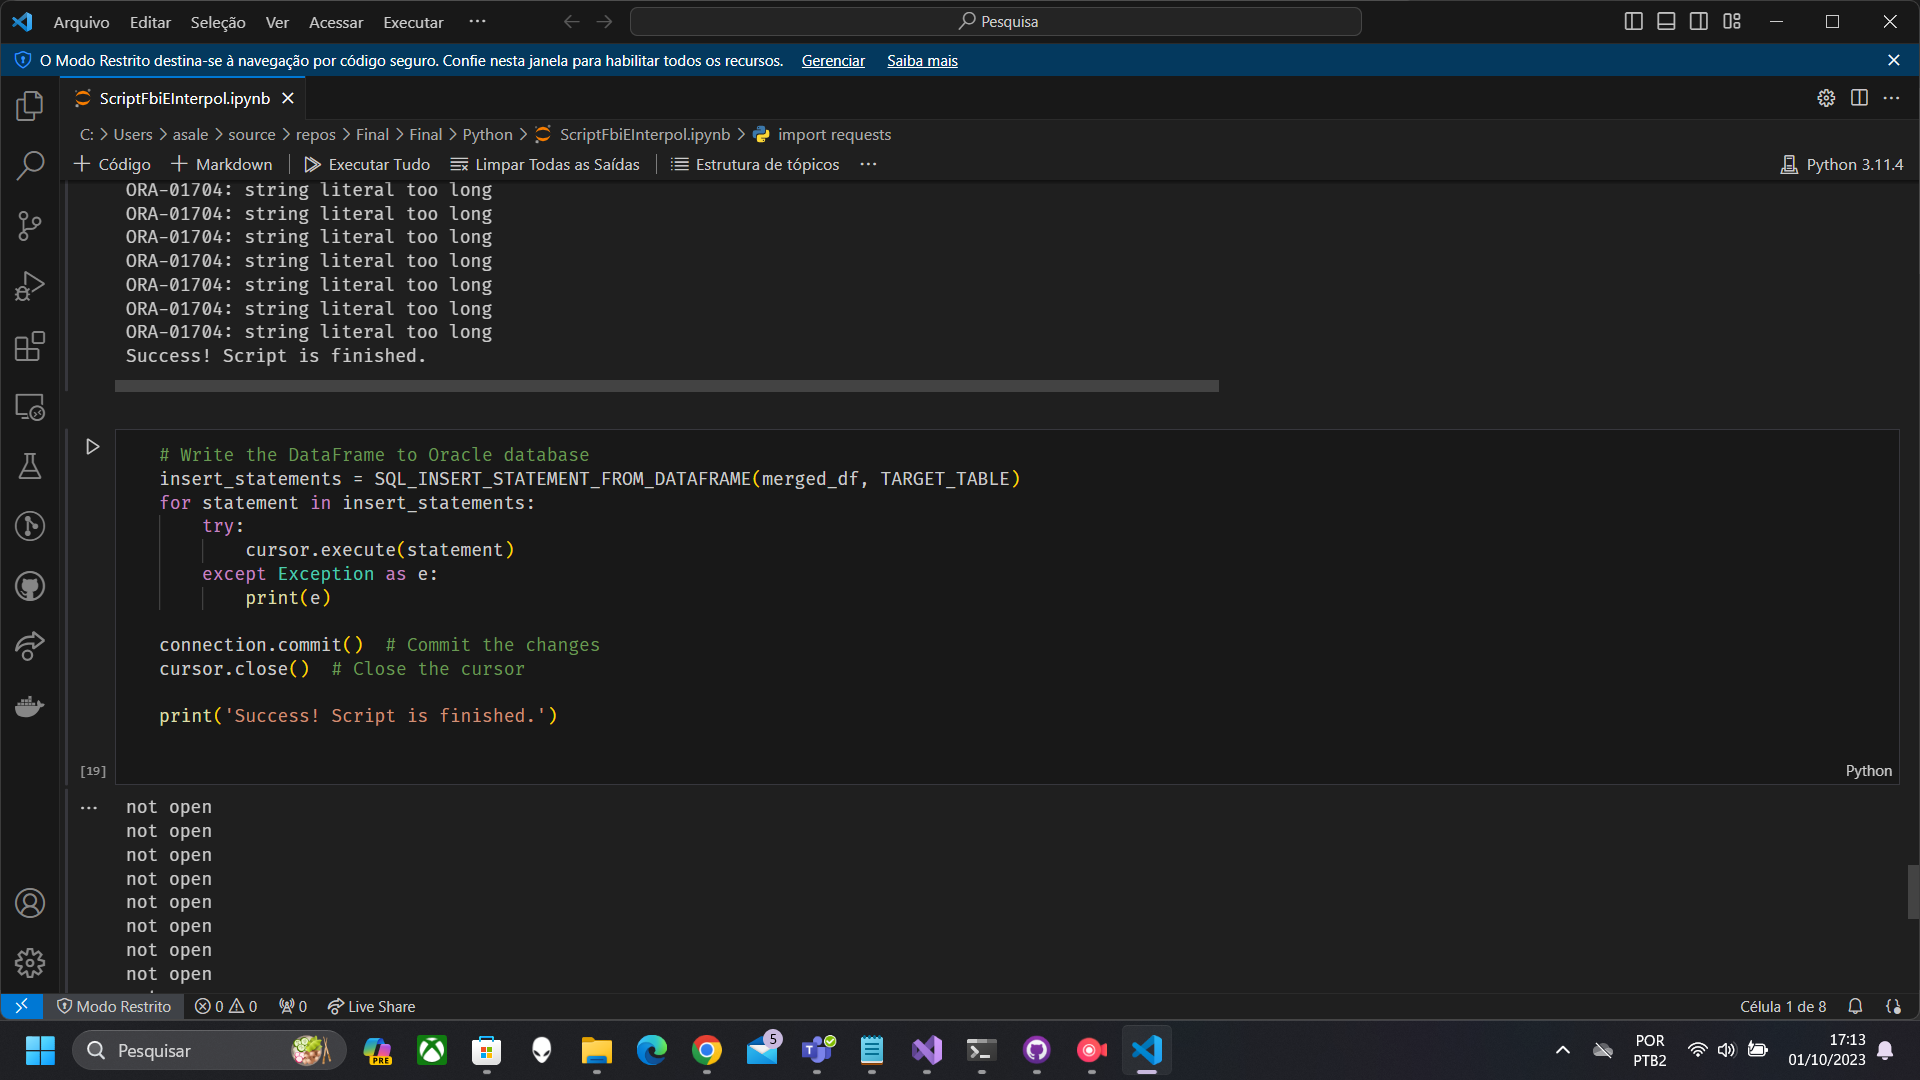 Arquivo Editar Seleção Ver Acessar Executar ··· Pesquisa
O Modo Restrito destina-se à navegação por código seguro. Confie nesta janela para habilitar todos os recursos. Gerenciar Saiba mais
ScriptFbiEInterpol.ipynb
C: > Users > asale > source > repos > Final > Final > Python > ScriptFbiEInterpol.ipynb > import requests
+ Código + Markdown Executar Tudo Limpar Todas as Saídas Estrutura de tópicos ··· Python 3.11.4
ORA-01704: string literal too long
ORA-01704: string literal too long
ORA-01704: string literal too long
ORA-01704: string literal too long
ORA-01704: string literal too long
ORA-01704: string literal too long
ORA-01704: string literal too long
Success! Script is finished.
# Write the DataFrame to Oracle database
insert_statements = SQL_INSERT_STATEMENT_FROM_DATAFRAME(merged_df, TARGET_TABLE)
for statement in insert_statements:
try:
cursor.execute(statement)
except Exception as e:
print(e)
connection.commit() # Commit the changes
cursor.close() # Close the cursor
print('Success! Script is finished.')
[19] Python
··· not open
not open
not open
not open
not open
not open
not open
not open
Modo Restrito 0 0 0 Live Share Célula 1 de 8
Pesquisar PRE 5 POR 17:13
PTB2 01/10/2023